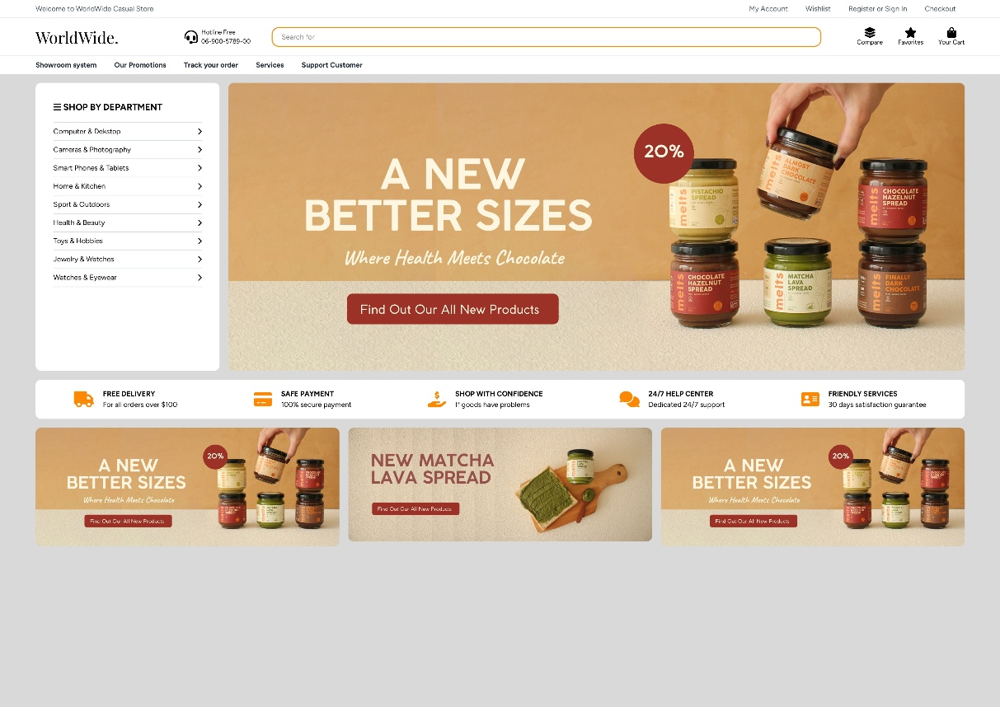 Welcome to WorldWide Casual Store
My Account
Wishlist
Register or Sign In
Checkout
WorldWide.
Hotline Free
06-900-5789-00
Search for
Compare
Favorites
Your Cart
Showroom system
Our Promotions
Track your order
Services
Support Customer
SHOP BY DEPARTMENT
Computer & Dekstop
Cameras & Photography
Smart Phones & Tablets
Home & Kitchen
Sport & Outdoors
Health & Beauty
Toys & Hobbies
Jewelry & Watches
Watches & Eyewear
A NEW
BETTER SIZES
Where Health Meets Chocolate
Find Out Our All New Products
20%
melts
PISTACHIO
SPREAD
melts
ALMOST
DARK
CHOCOLATE
melts
CHOCOLATE
HAZELNUT
SPREAD
melts
CHOCOLATE
HAZELNUT
SPREAD
melts
MATCHA
LAVA
SPREAD
melts
FINALLY
DARK
CHOCOLATE
FREE DELIVERY
For all orders over $100
SAFE PAYMENT
100% secure payment
SHOP WITH CONFIDENCE
If goods have problems
24/7 HELP CENTER
Dedicated 24/7 support
FRIENDLY SERVICES
30 days satisfaction guarantee
A NEW
BETTER SIZES
Where Health Meets Chocolate
Find Out Our All New Products
20%
NEW MATCHA
LAVA SPREAD
Find Out Our All New Products
A NEW
BETTER SIZES
Where Health Meets Chocolate
Find Out Our All New Products
20%